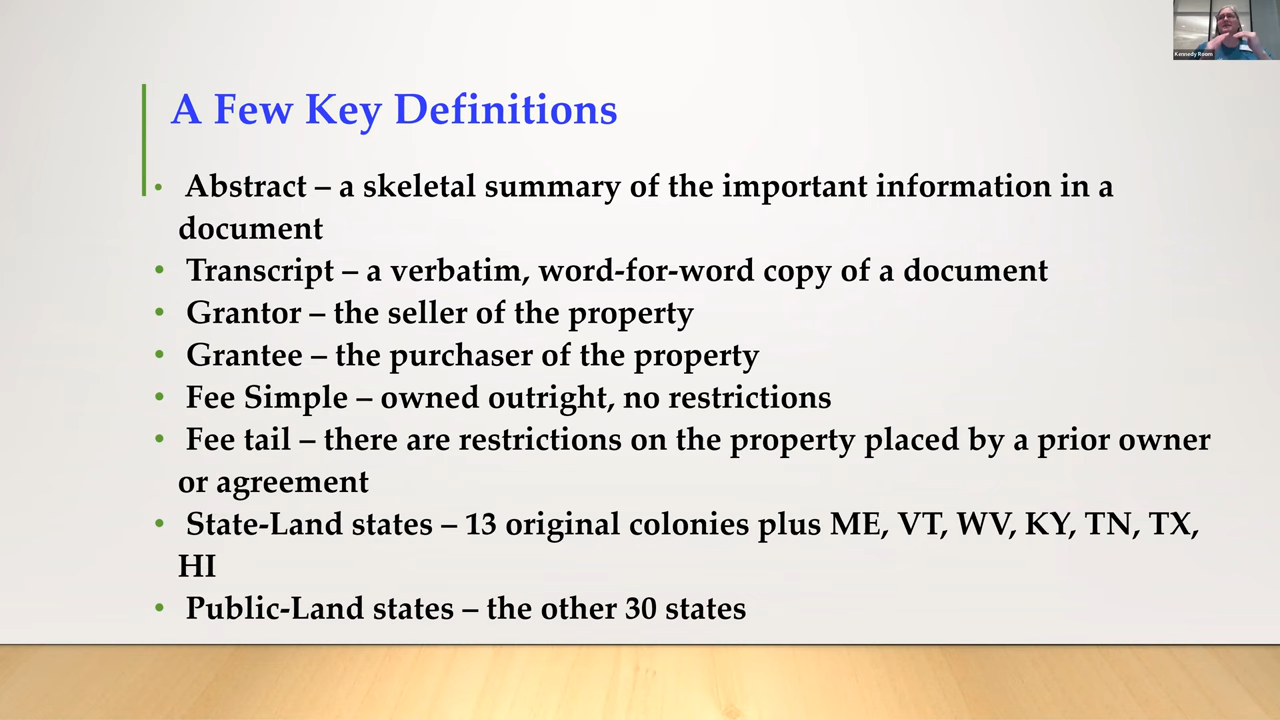 Kennedy Room
A Few Key Definitions
• Abstract – a skeletal summary of the important information in a
document
• Transcript – a verbatim, word-for-word copy of a document
• Grantor – the seller of the property
• Grantee – the purchaser of the property
• Fee Simple – owned outright, no restrictions
• Fee tail – there are restrictions on the property placed by a prior owner
or agreement
• State-Land states – 13 original colonies plus ME, VT, WV, KY, TN, TX,
HI
• Public-Land states – the other 30 states